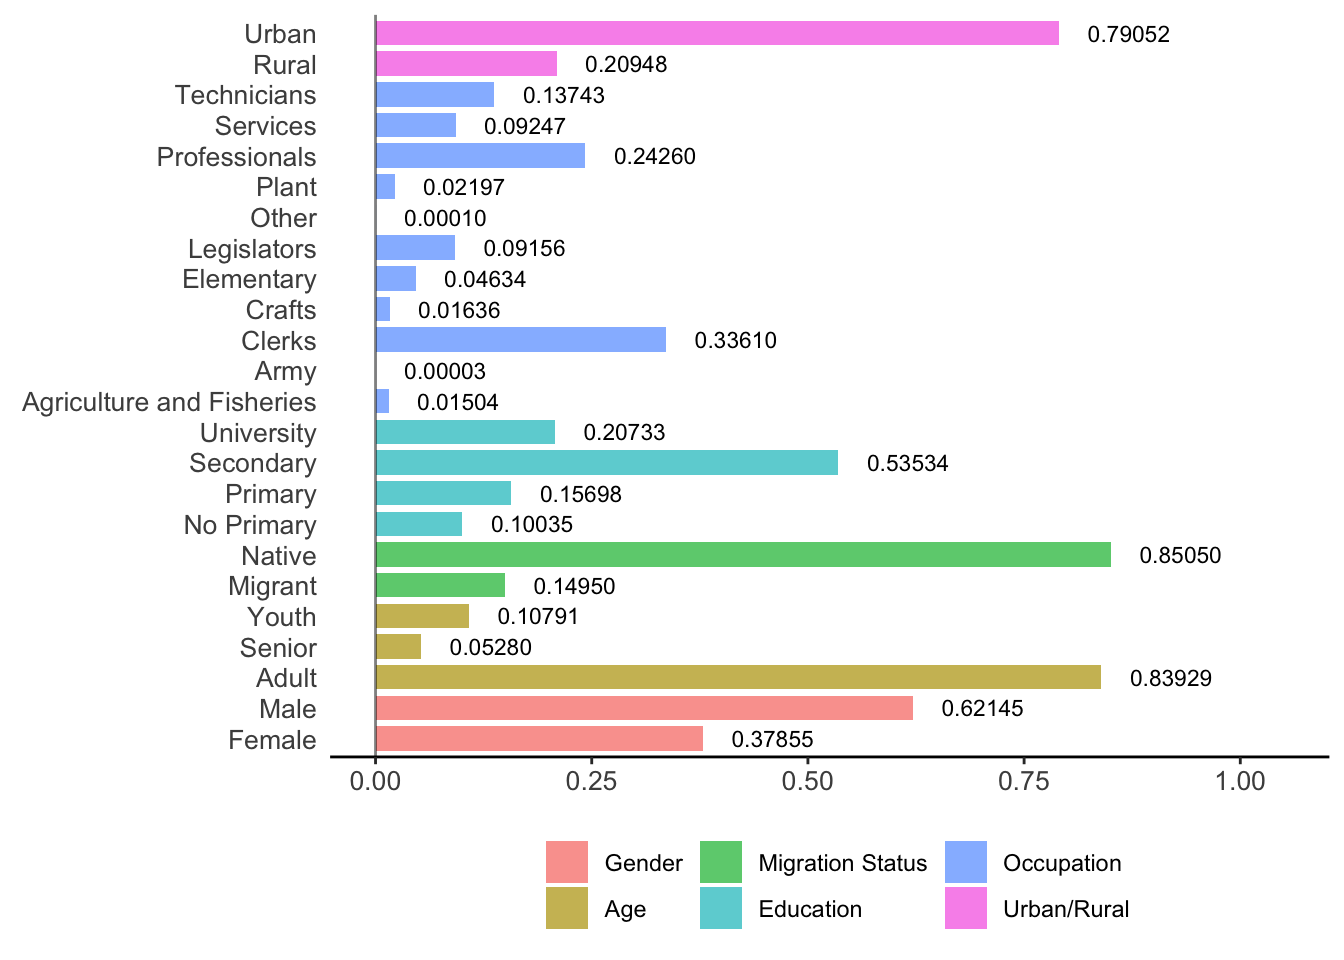 Urban 0.79052
Rural 0.20948
Technicians 0.13743
Services 0.09247
Professionals 0.24260
Plant 0.02197
Other 0.00010
Legislators 0.09156
Elementary 0.04634
Crafts 0.01636
Clerks 0.33610
Army 0.00003
Agriculture and Fisheries 0.01504
University 0.20733
Secondary 0.53534
Primary 0.15698
No Primary 0.10035
Native 0.85050
Migrant 0.14950
Youth 0.10791
Senior 0.05280
Adult 0.83929
Male 0.62145
Female 0.37855
0.00 0.25 0.50 0.75 1.00
Gender Migration Status Occupation
Age Education Urban/Rural